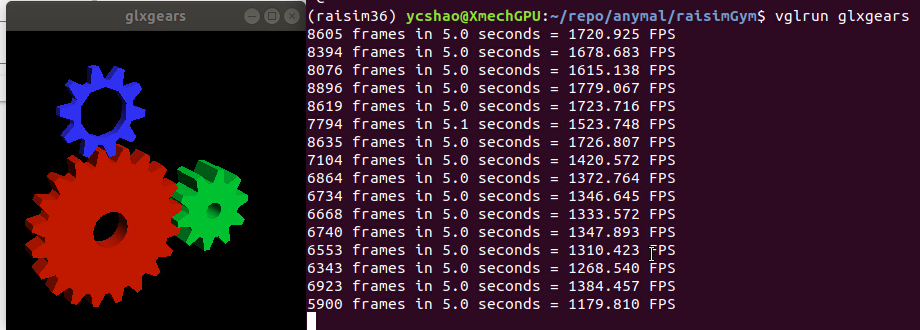 glxgears
(raisim36) ycshao@XmechGPU:~/repo/anymal/raisimGym$ vglrun glxgears
8605 frames in 5.0 seconds = 1720.925 FPS
8394 frames in 5.0 seconds = 1678.683 FPS
8076 frames in 5.0 seconds = 1615.138 FPS
8896 frames in 5.0 seconds = 1779.067 FPS
8619 frames in 5.0 seconds = 1723.716 FPS
7794 frames in 5.1 seconds = 1523.748 FPS
8635 frames in 5.0 seconds = 1726.807 FPS
7104 frames in 5.0 seconds = 1420.572 FPS
6864 frames in 5.0 seconds = 1372.764 FPS
6734 frames in 5.0 seconds = 1346.645 FPS
6668 frames in 5.0 seconds = 1333.572 FPS
6740 frames in 5.0 seconds = 1347.893 FPS
6553 frames in 5.0 seconds = 1310.423 FPS
6343 frames in 5.0 seconds = 1268.540 FPS
6923 frames in 5.0 seconds = 1384.457 FPS
5900 frames in 5.0 seconds = 1179.810 FPS